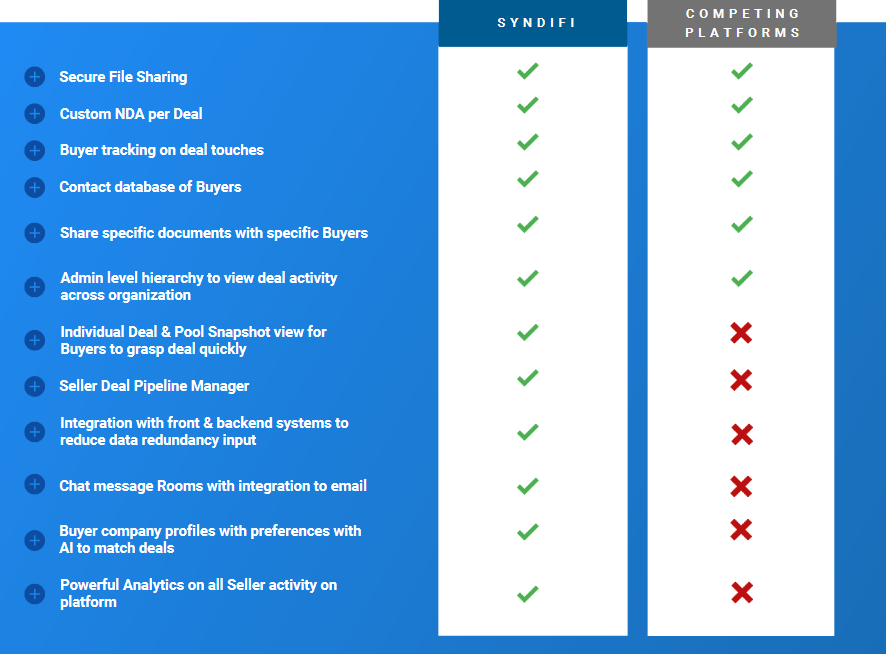 SYNDIFI
COMPETING
PLATFORMS
Secure File Sharing
Custom NDA per Deal
Buyer tracking on deal touches
Contact database of Buyers
Share specific documents with specific Buyers
Admin level hierarchy to view deal activity
across organization
Individual Deal & Pool Snapshot view for
Buyers to grasp deal quickly
Seller Deal Pipeline Manager
Integration with front & backend systems to
reduce data redundancy input
Chat message Rooms with integration to email
Buyer company profiles with preferences with
AI to match deals
Powerful Analytics on all Seller activity on
platform